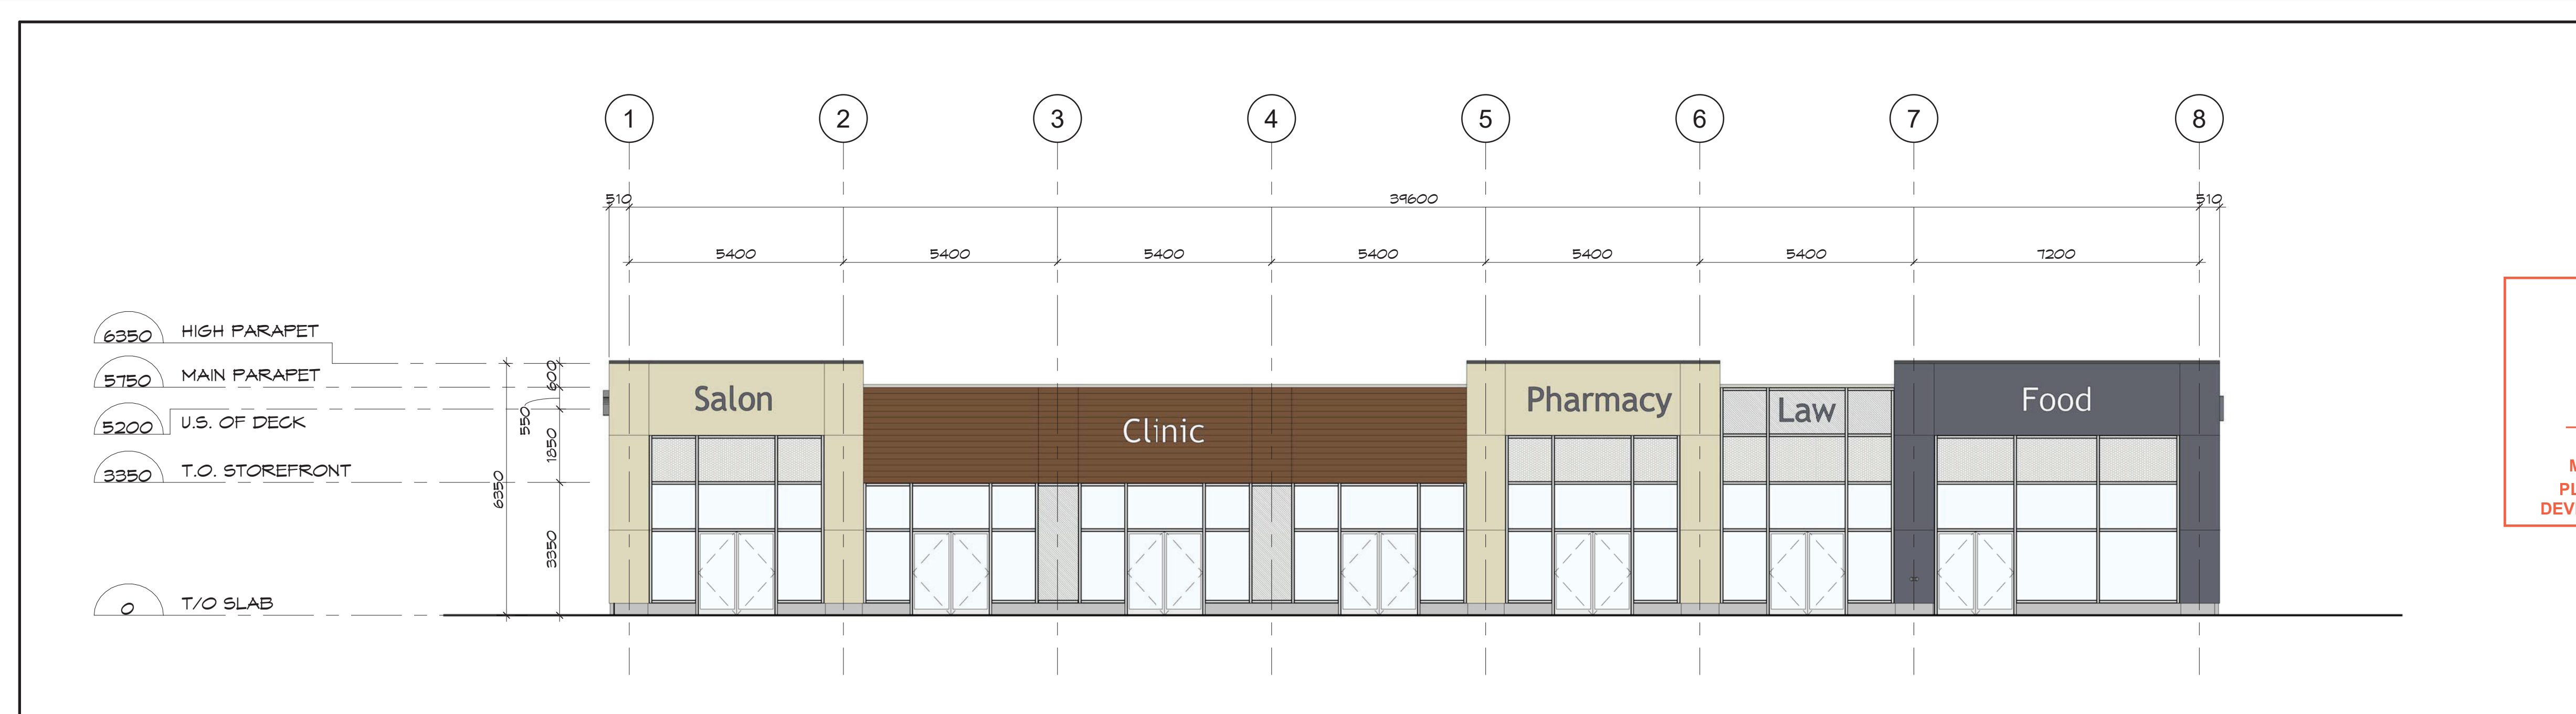 1 2 3 4 5 6 7 8
510 39600 510
5400 5400 5400 5400 5400 5400 7200
6350 HIGH PARAPET
5750 MAIN PARAPET
5200 U.S. OF DECK
3350 T.O. STOREFRONT
0 T/O SLAB
600
550
1850
6350
3350
Salon
Clinic
Pharmacy
Law
Food